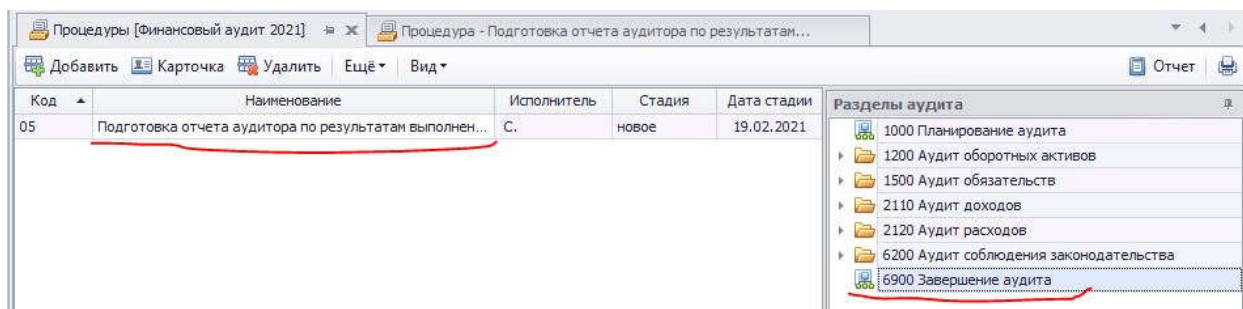 Процедуры [Финансовый аудит 2021] Процедура - Подготовка отчета аудитора по результатам...
Добавить Карточка Удалить Ещё Вид Отчет
Код Наименование Исполнитель Стадия Дата стадии Разделы аудита
05 Подготовка отчета аудитора по результатам выполнен... С. новое 19.02.2021
1000 Планирование аудита
1200 Аудит оборотных активов
1500 Аудит обязательств
2110 Аудит доходов
2120 Аудит расходов
6200 Аудит соблюдения законодательства
6900 Завершение аудита